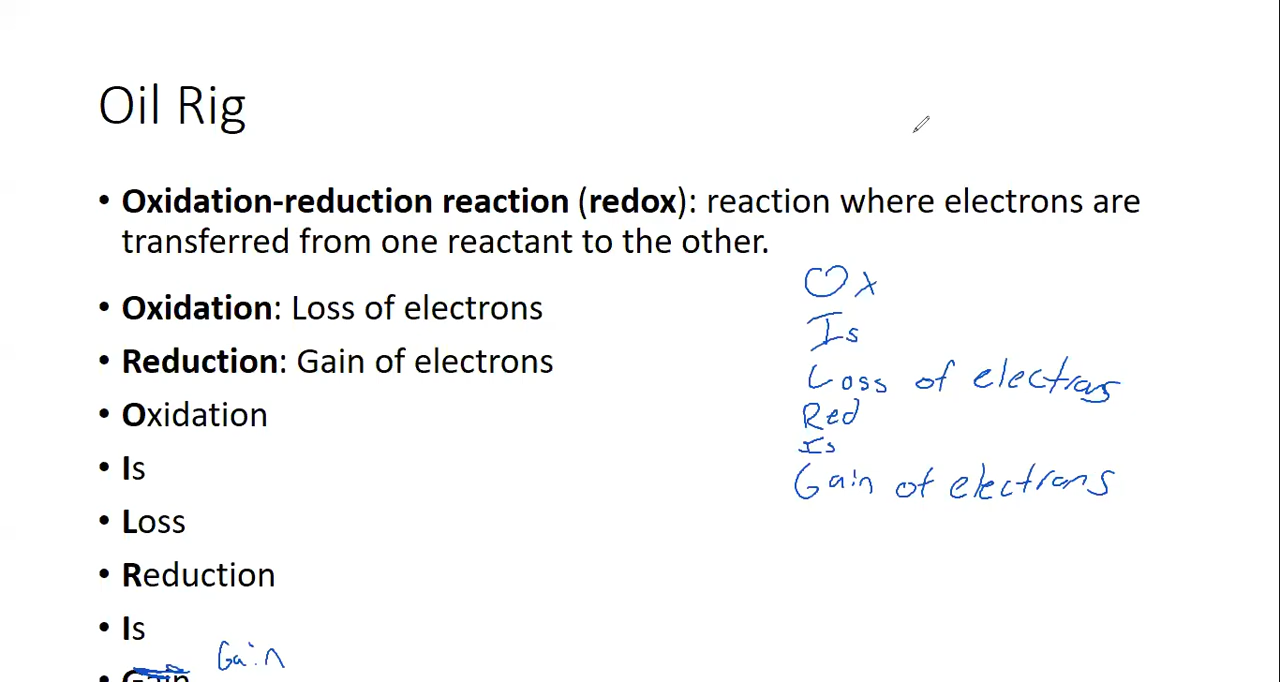 Oil Rig
• Oxidation-reduction reaction (redox): reaction where electrons are
transferred from one reactant to the other.
• Oxidation: Loss of electrons
• Reduction: Gain of electrons
• Oxidation
• Is
• Loss
• Reduction
• Is
• Gain
Gain
Ox
Is
Loss of electrons
Red
Is
Gain of electrons